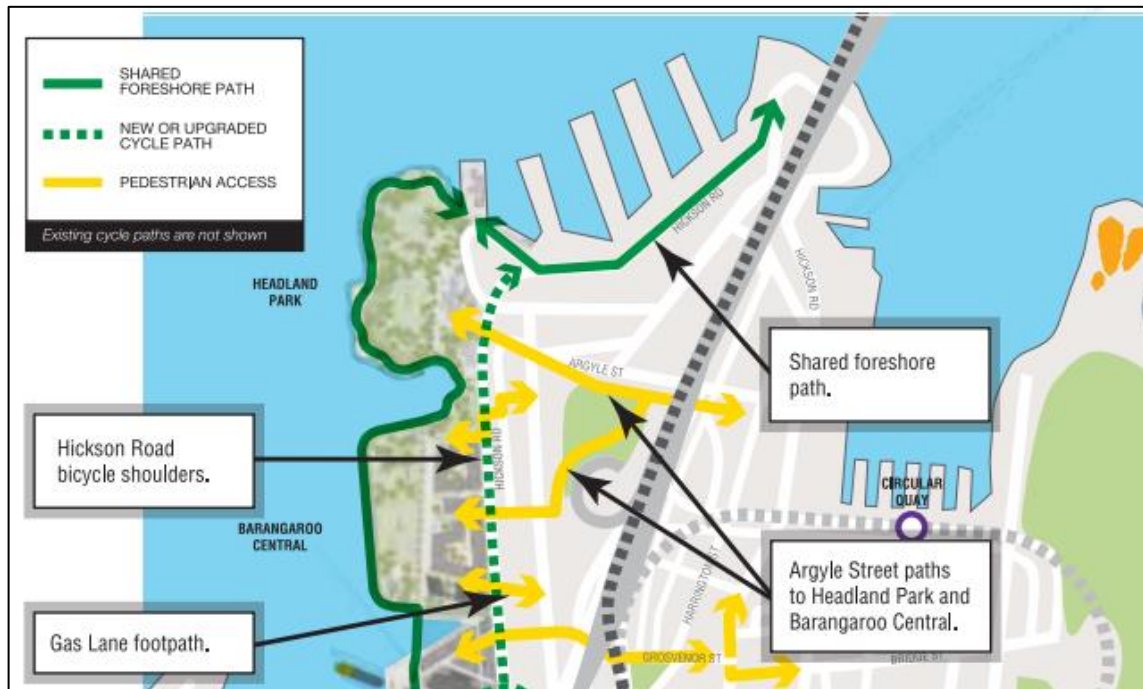 SHARED
FORESHORE PATH
NEW OR UPGRADED
CYCLE PATH
PEDESTRIAN ACCESS
Existing cycle paths are not shown
HICKSON RD
HEADLAND
PARK
HICKSON RD
Shared foreshore
path.
ARGYLE ST
Hickson Road
bicycle shoulders.
HICKSON RD
CIRCULAR
QUAY
BARANGAROO
CENTRAL
HARRINGTON ST
Argyle Street paths
to Headland Park and
Barangaroo Central.
Gas Lane footpath.
GROSVENOR ST
BRIDGE ST